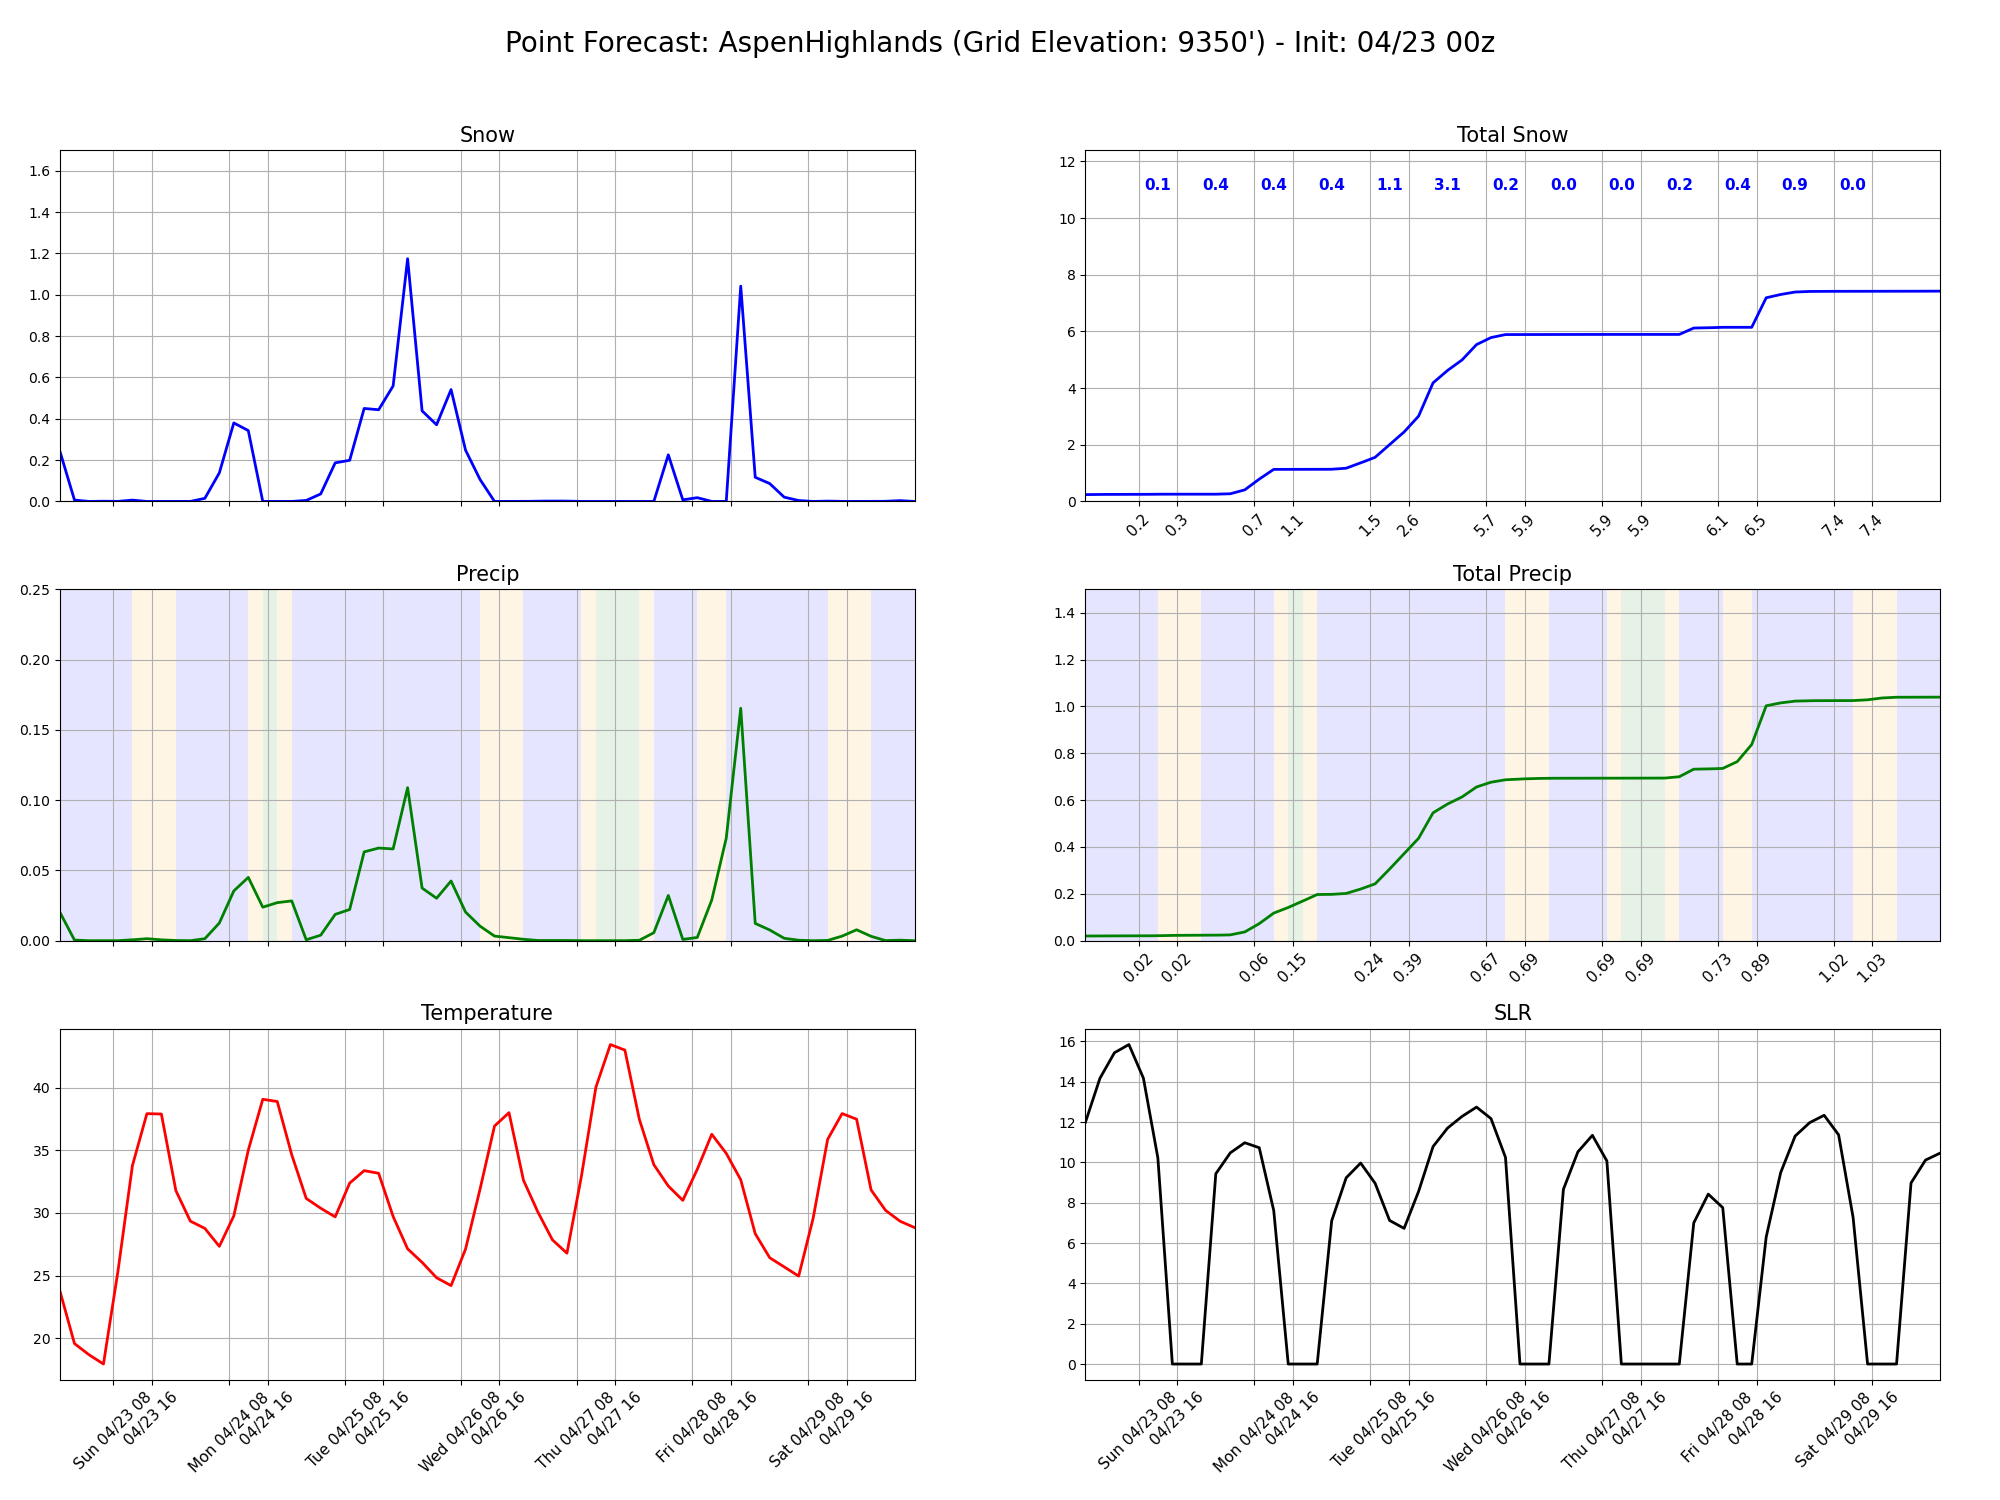 Point Forecast: AspenHighlands (Grid Elevation: 9350') - Init: 04/23 00z
Snow
1.6
1.4
1.2
1.0
0.8
0.6
0.4
0.2
0.0
Total Snow
12
10
8
6
4
2
0
0.1 0.4 0.4 0.4 1.1 3.1 0.2 0.0 0.0 0.2 0.4 0.9 0.0
0.2 0.3 0.7 1.1 1.5 2.6 5.7 5.9 5.9 5.9 6.1 6.5 7.4 7.4
Precip
0.25
0.20
0.15
0.10
0.05
0.00
Total Precip
1.4
1.2
1.0
0.8
0.6
0.4
0.2
0.0
0.02 0.02 0.06 0.15 0.24 0.39 0.67 0.69 0.69 0.69 0.73 0.89 1.02 1.03
Temperature
40
35
30
25
20
Sun 04/23 08
04/23 16
Mon 04/24 08
04/24 16
Tue 04/25 08
04/25 16
Wed 04/26 08
04/26 16
Thu 04/27 08
04/27 16
Fri 04/28 08
04/28 16
Sat 04/29 08
04/29 16
SLR
16
14
12
10
8
6
4
2
0
Sun 04/23 08
04/23 16
Mon 04/24 08
04/24 16
Tue 04/25 08
04/25 16
Wed 04/26 08
04/26 16
Thu 04/27 08
04/27 16
Fri 04/28 08
04/28 16
Sat 04/29 08
04/29 16